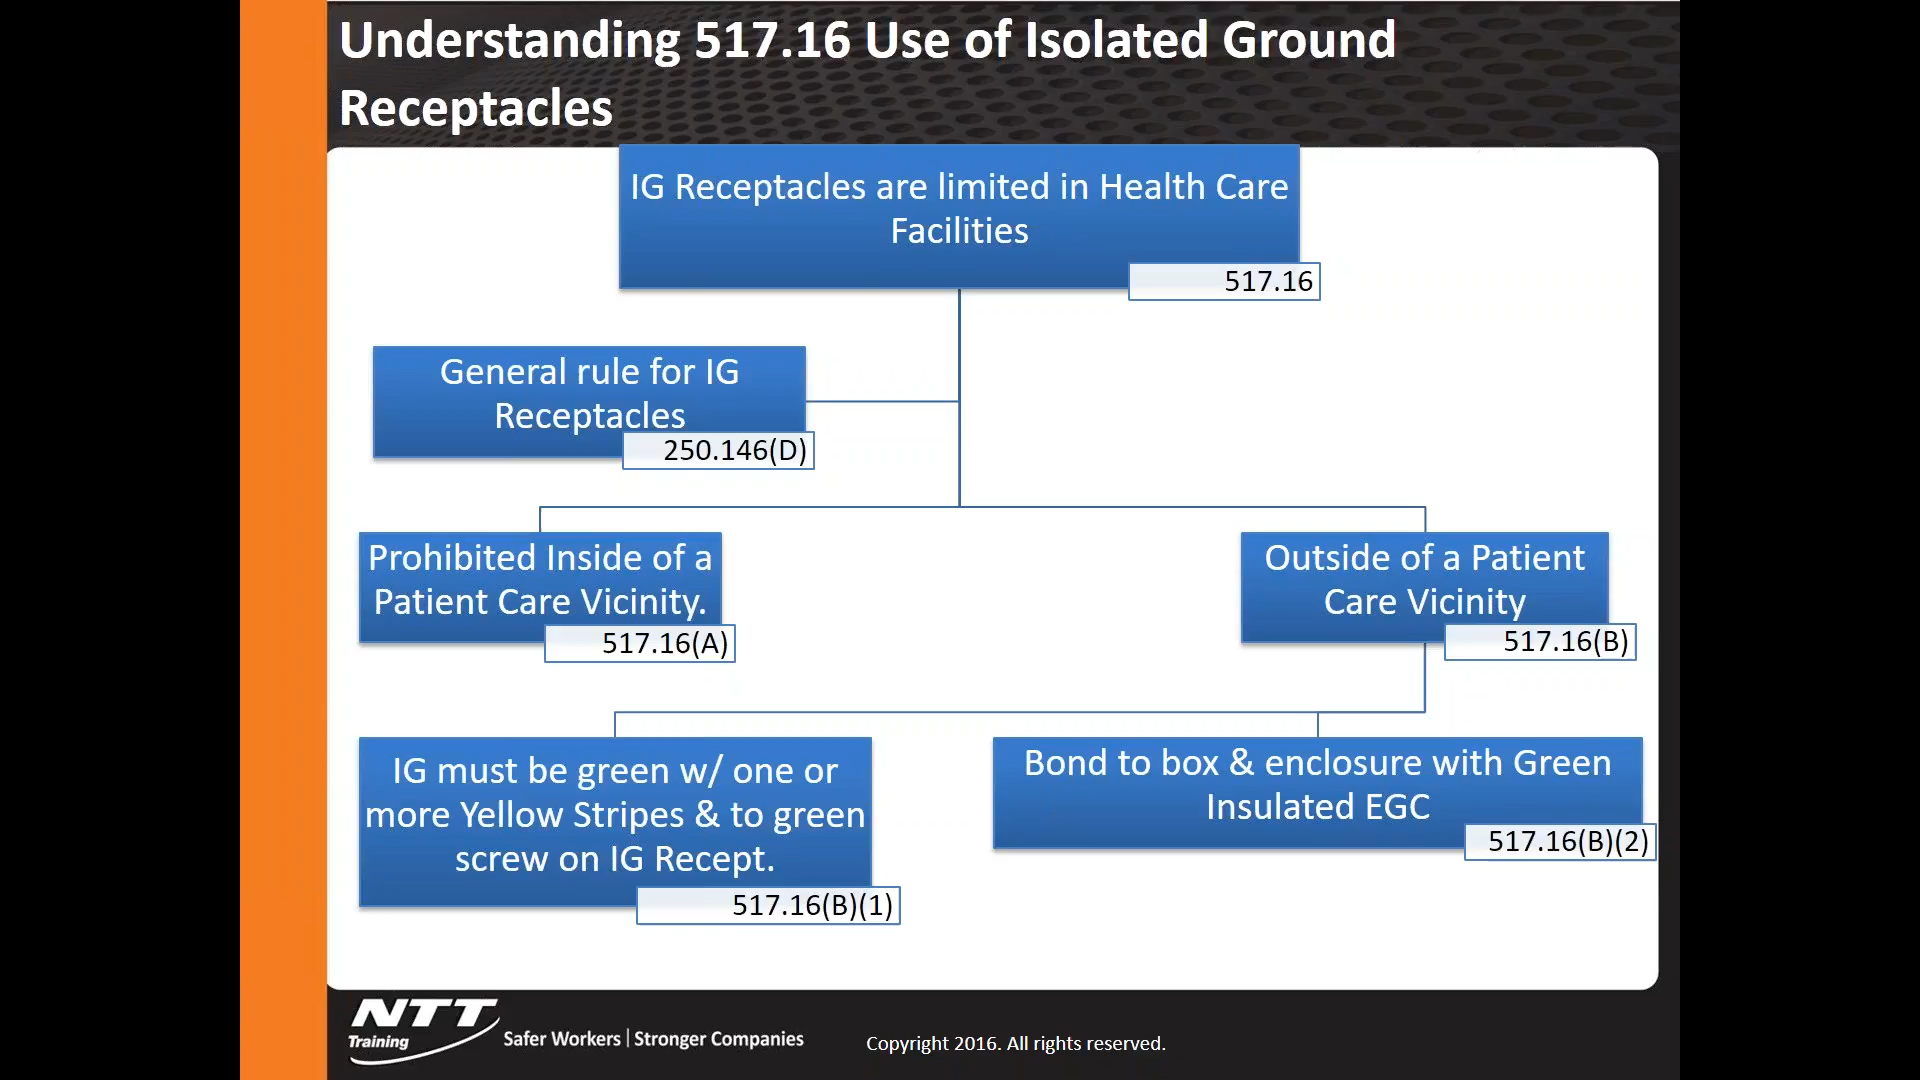 Understanding 517.16 Use of Isolated Ground
Receptacles
IG Receptacles are limited in Health Care
Facilities
517.16
General rule for IG
Receptacles
250.146(D)
Prohibited Inside of a
Patient Care Vicinity.
517.16(A)
Outside of a Patient
Care Vicinity
517.16(B)
IG must be green w/ one or
more Yellow Stripes & to green
screw on IG Recept.
517.16(B)(1)
Bond to box & enclosure with Green
Insulated EGC
517.16(B)(2)
NTT
Training
Safer Workers | Stronger Companies
Copyright 2016. All rights reserved.